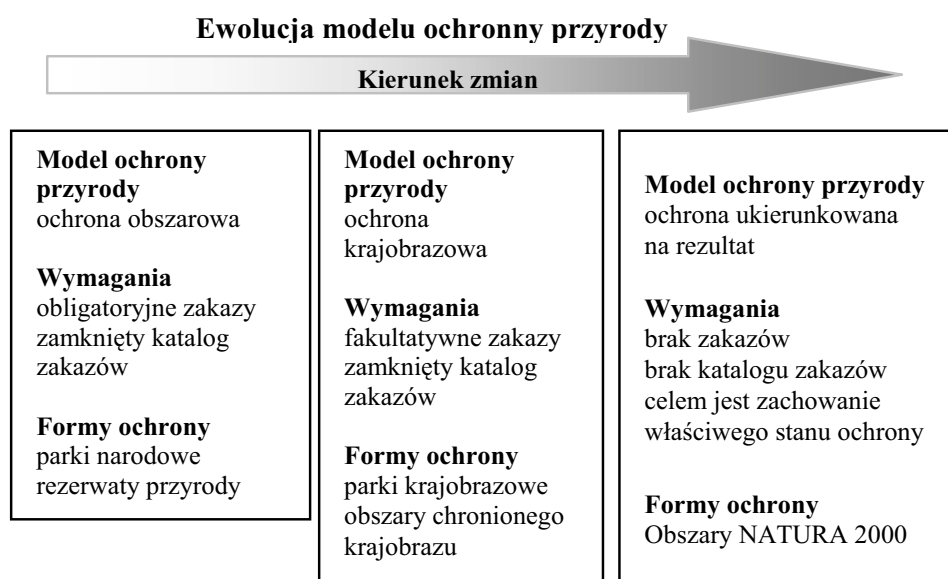 Ewolucja modelu ochronny przyrody
Kierunek zmian
Model ochrony
przyrody
ochrona obszarowa
Wymagania
obligatoryjne zakazy
zamknięty katalog
zakazów
Formy ochrony
parki narodowe
rezerwaty przyrody
Model ochrony
przyrody
ochrona
krajobrazowa
Wymagania
fakultatywne zakazy
zamknięty katalog
zakazów
Formy ochrony
parki krajobrazowe
obszary chronionego
krajobrazu
Model ochrony przyrody
ochrona ukierunkowana
na rezultat
Wymagania
brak zakazów
brak katalogu zakazów
celem jest zachowanie
właściwego stanu ochrony
Formy ochrony
Obszary NATURA 2000